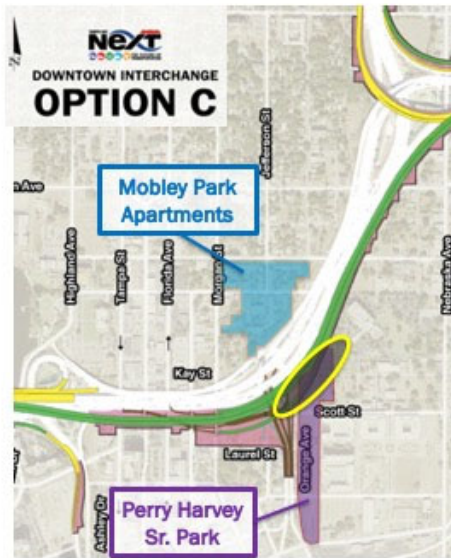 NeXT
DOWNTOWN INTERCHANGE
OPTION C
Jefferson St
Mobley Park
Apartments
Highland Ave
Tampa St
Florida Ave
Morgan St
Nebraska Ave
Kay St
Scott St
Laurel St
Orange Ave
Ashley Dr
Perry Harvey
Sr. Park